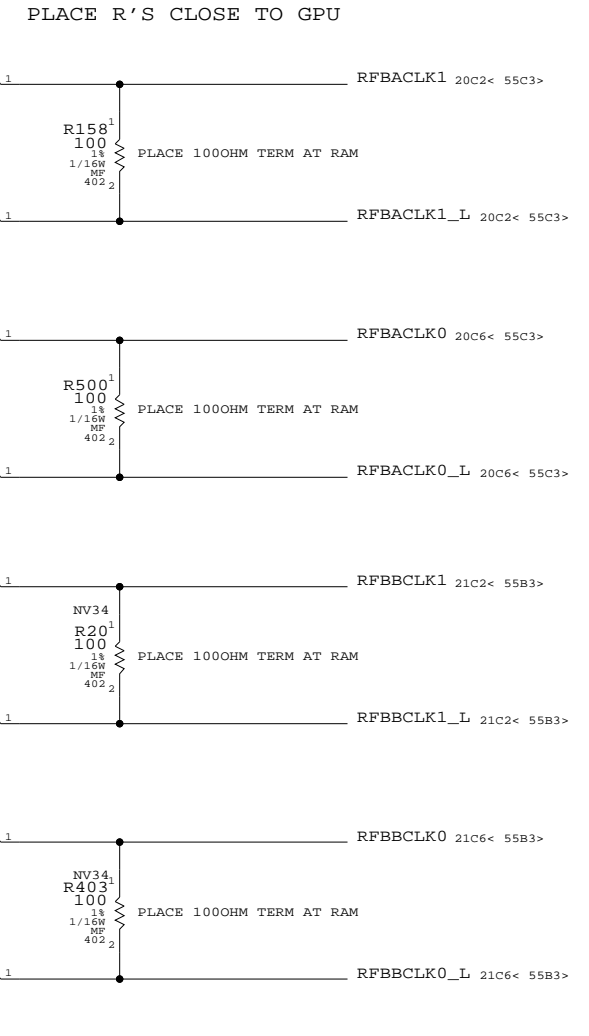 PLACE R'S CLOSE TO GPU
1 RFBACLK1 20C2< 55C3>
R158 1
100
1%
1/16W
MF
402 2
PLACE 100OHM TERM AT RAM
1 RFBACLK1_L 20C2< 55C3>
1 RFBACLK0 20C6< 55C3>
R500 1
100
1%
1/16W
MF
402 2
PLACE 100OHM TERM AT RAM
1 RFBACLK0_L 20C6< 55C3>
1 RFBBCLK1 21C2< 55B3>
NV34
R20 1
100
1%
1/16W
MF
402 2
PLACE 100OHM TERM AT RAM
1 RFBBCLK1_L 21C2< 55B3>
1 RFBBCLK0 21C6< 55B3>
NV34
R403 1
100
1%
1/16W
MF
402 2
PLACE 100OHM TERM AT RAM
1 RFBBCLK0_L 21C6< 55B3>